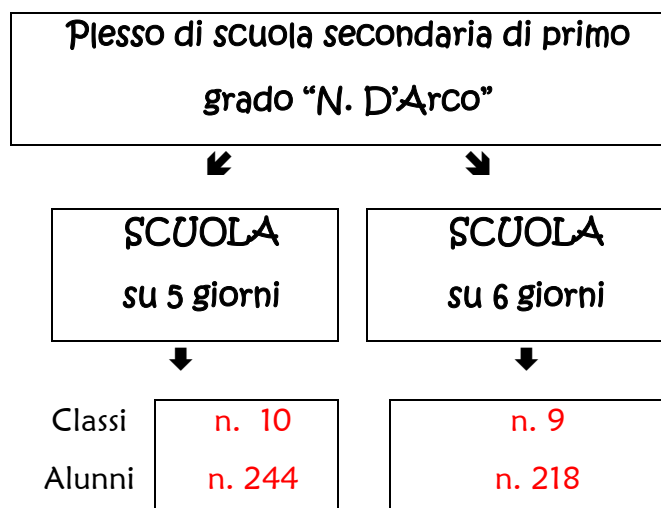 Plesso di scuola secondaria di primo
grado “N. D’Arco”
SCUOLA
su 5 giorni
SCUOLA
su 6 giorni
Classi n. 10 n. 9
Alunni n. 244 n. 218